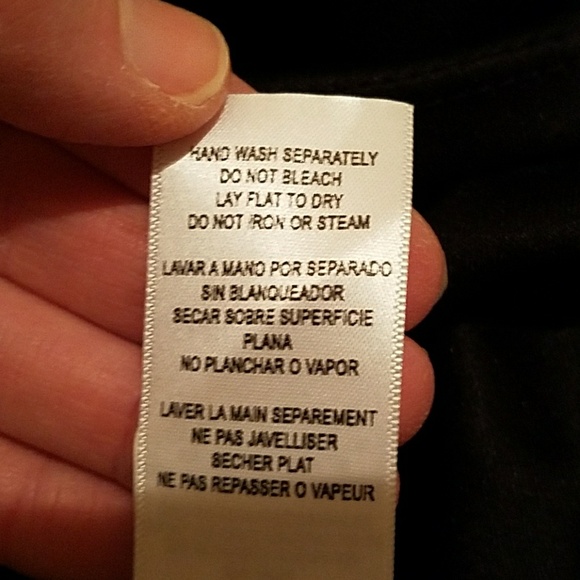 HAND WASH SEPARATELY
DO NOT BLEACH
LAY FLAT TO DRY
DO NOT IRON OR STEAM
LAVAR A MANO POR SEPARADO
SIN BLANQUEADOR
SECAR SOBRE SUPERFICIE
PLANA
NO PLANCHAR O VAPOR
LAVER LA MAIN SEPAREMENT
NE PAS JAVELLISER
SECHER PLAT
NE PAS REPASSER O VAPEUR